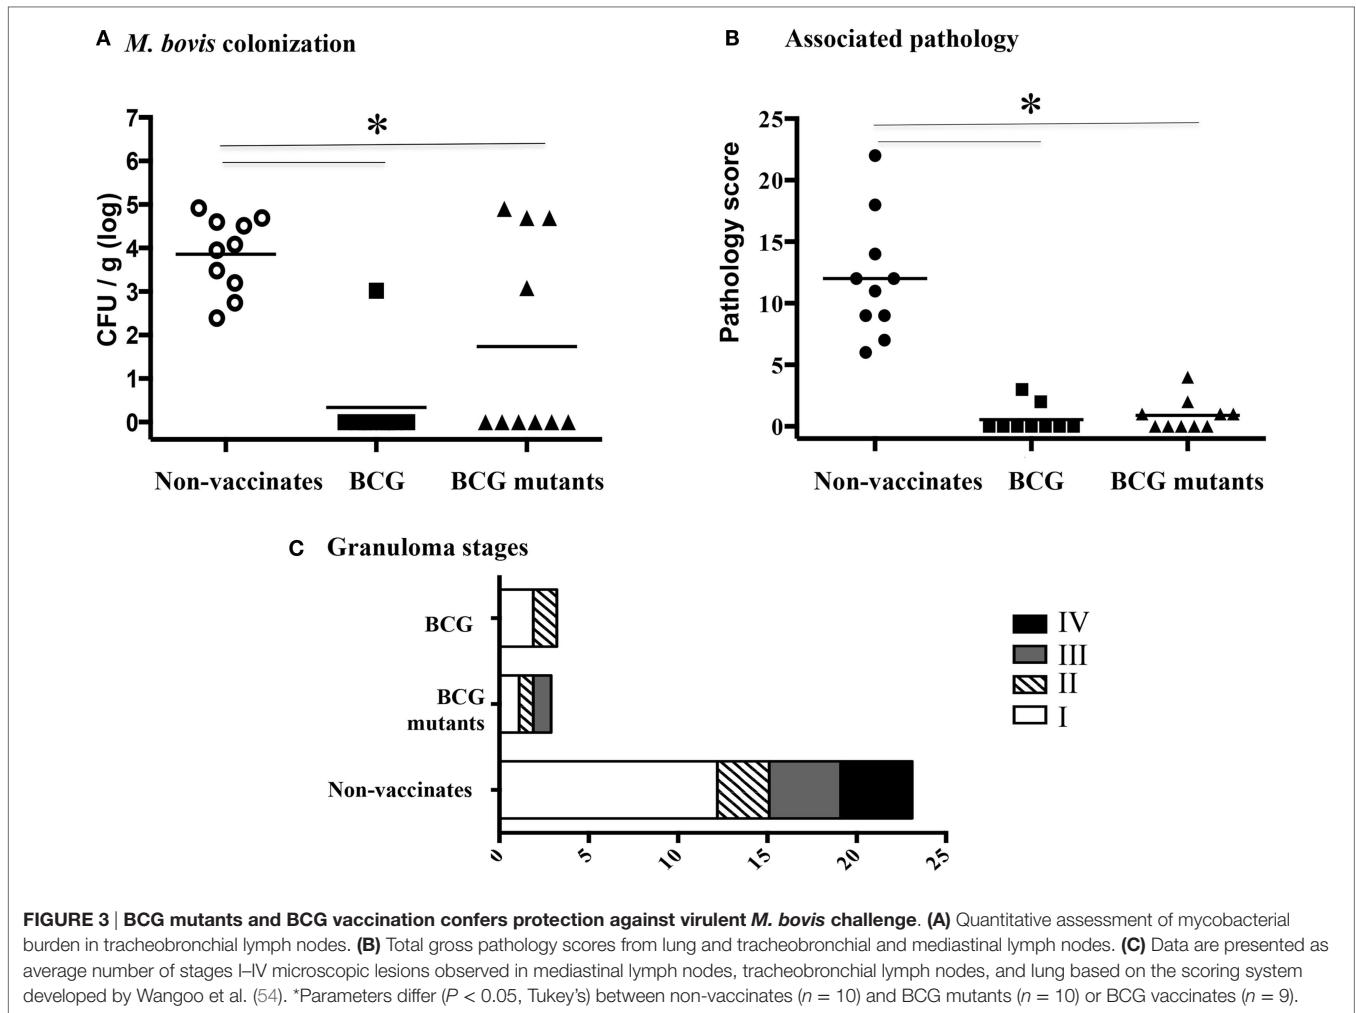 A M. bovis colonization
*
7
6
5
4
3
2
1
0
CFU / g (log)
Non-vaccinates BCG BCG mutants
B Associated pathology
*
25
20
15
10
5
0
Pathology score
Non-vaccinates BCG BCG mutants
C Granuloma stages
BCG
BCG
mutants
Non-vaccinates
0 5 10 15 20 25
IV
III
II
I
FIGURE 3 | BCG mutants and BCG vaccination confers protection against virulent M. bovis challenge. (A) Quantitative assessment of mycobacterial
burden in tracheobronchial lymph nodes. (B) Total gross pathology scores from lung and tracheobronchial and mediastinal lymph nodes. (C) Data are presented as
average number of stages I–IV microscopic lesions observed in mediastinal lymph nodes, tracheobronchial lymph nodes, and lung based on the scoring system
developed by Wangoo et al. (54). *Parameters differ (P < 0.05, Tukey's) between non-vaccinates (n = 10) and BCG mutants (n = 10) or BCG vaccinates (n = 9).